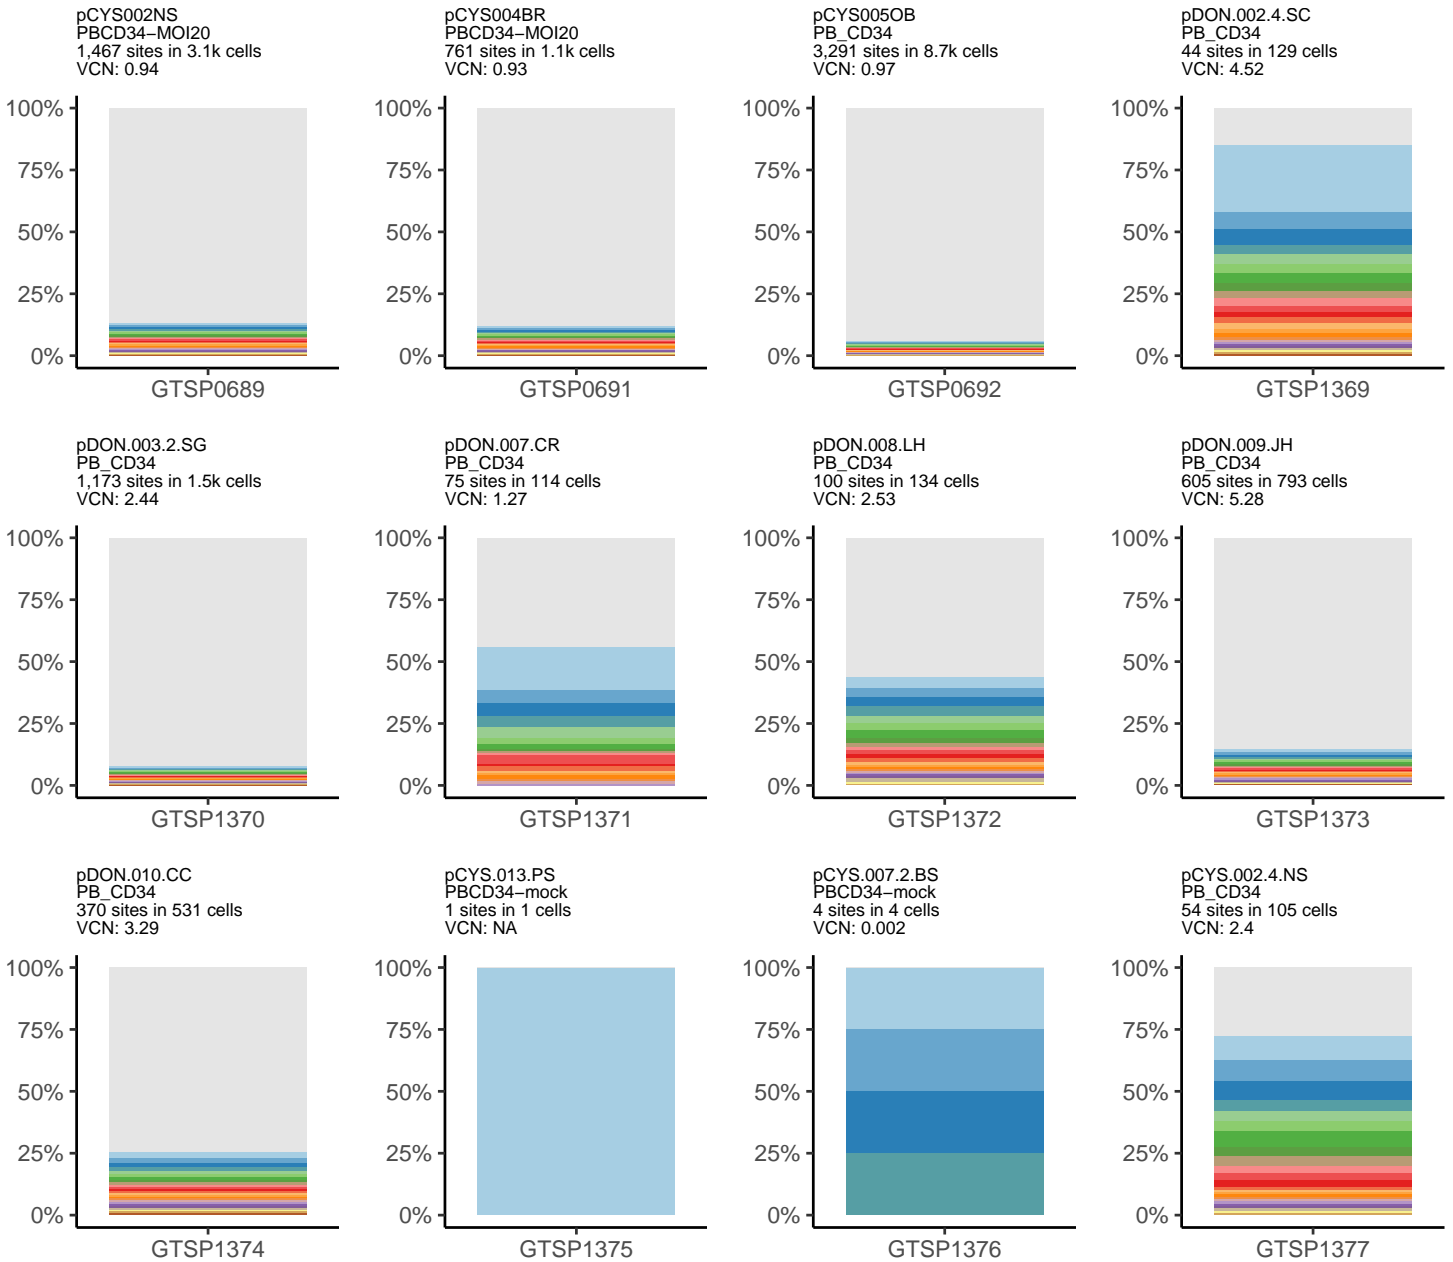 pCYS002NS
PBCD34−MOI20
1,467 sites in 3.1k cells
VCN: 0.94
100%
75%
50%
25%
0%
GTSP0689
pCYS004BR
PBCD34−MOI20
761 sites in 1.1k cells
VCN: 0.93
100%
75%
50%
25%
0%
GTSP0691
pCYS005OB
PB_CD34
3,291 sites in 8.7k cells
VCN: 0.97
100%
75%
50%
25%
0%
GTSP0692
pDON.002.4.SC
PB_CD34
44 sites in 129 cells
VCN: 4.52
100%
75%
50%
25%
0%
GTSP1369
pDON.003.2.SG
PB_CD34
1,173 sites in 1.5k cells
VCN: 2.44
100%
75%
50%
25%
0%
GTSP1370
pDON.007.CR
PB_CD34
75 sites in 114 cells
VCN: 1.27
100%
75%
50%
25%
0%
GTSP1371
pDON.008.LH
PB_CD34
100 sites in 134 cells
VCN: 2.53
100%
75%
50%
25%
0%
GTSP1372
pDON.009.JH
PB_CD34
605 sites in 793 cells
VCN: 5.28
100%
75%
50%
25%
0%
GTSP1373
pDON.010.CC
PB_CD34
370 sites in 531 cells
VCN: 3.29
100%
75%
50%
25%
0%
GTSP1374
pCYS.013.PS
PBCD34−mock
1 sites in 1 cells
VCN: NA
100%
75%
50%
25%
0%
GTSP1375
pCYS.007.2.BS
PBCD34−mock
4 sites in 4 cells
VCN: 0.002
100%
75%
50%
25%
0%
GTSP1376
pCYS.002.4.NS
PB_CD34
54 sites in 105 cells
VCN: 2.4
100%
75%
50%
25%
0%
GTSP1377